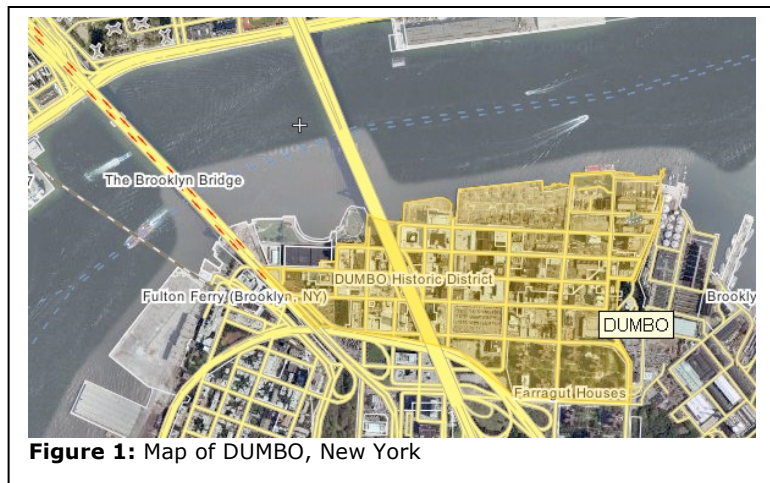 The Brooklyn Bridge
DUMBO Historic District
Fulton Ferry (Brooklyn, NY)
DUMBO
Farragut Houses
Figure 1: Map of DUMBO, New York